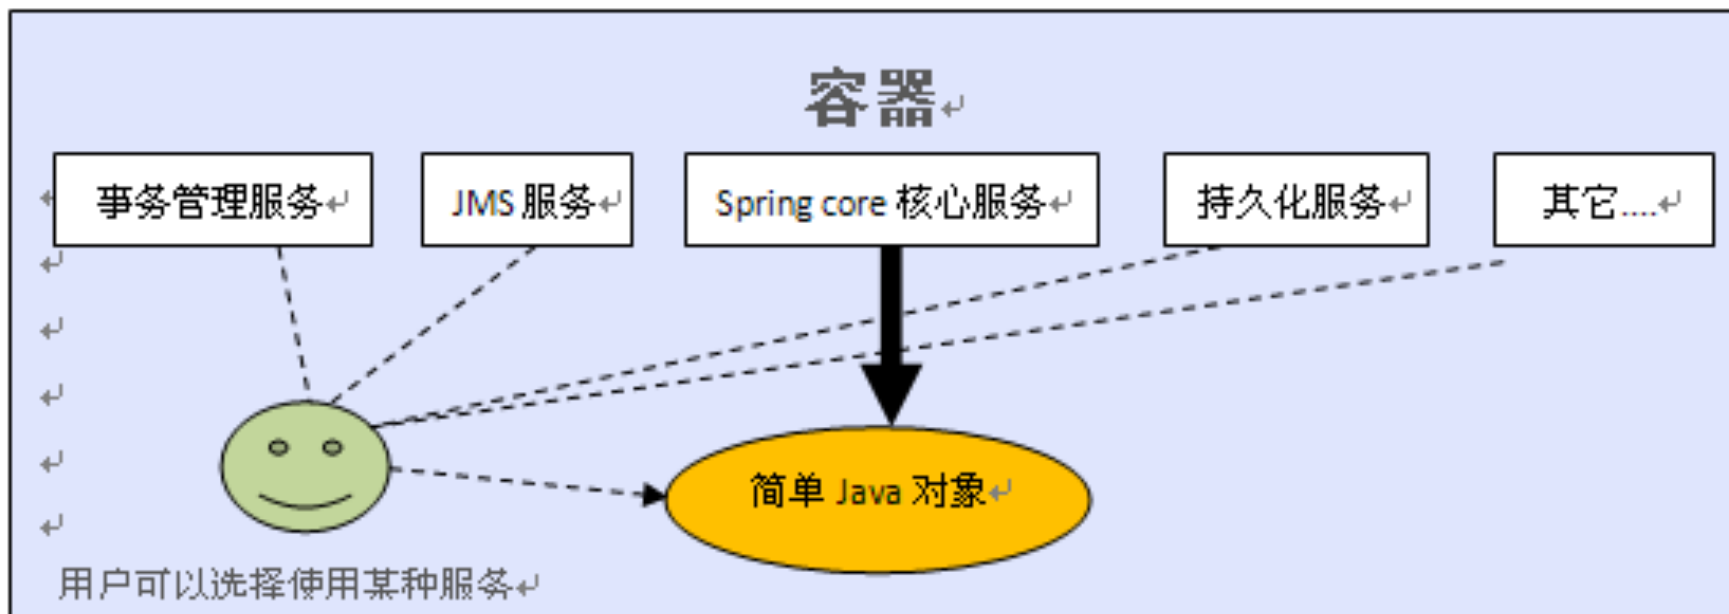 容器
事务管理服务
JMS 服务
Spring core 核心服务
持久化服务
其它....
简单 Java 对象
用户可以选择使用某种服务